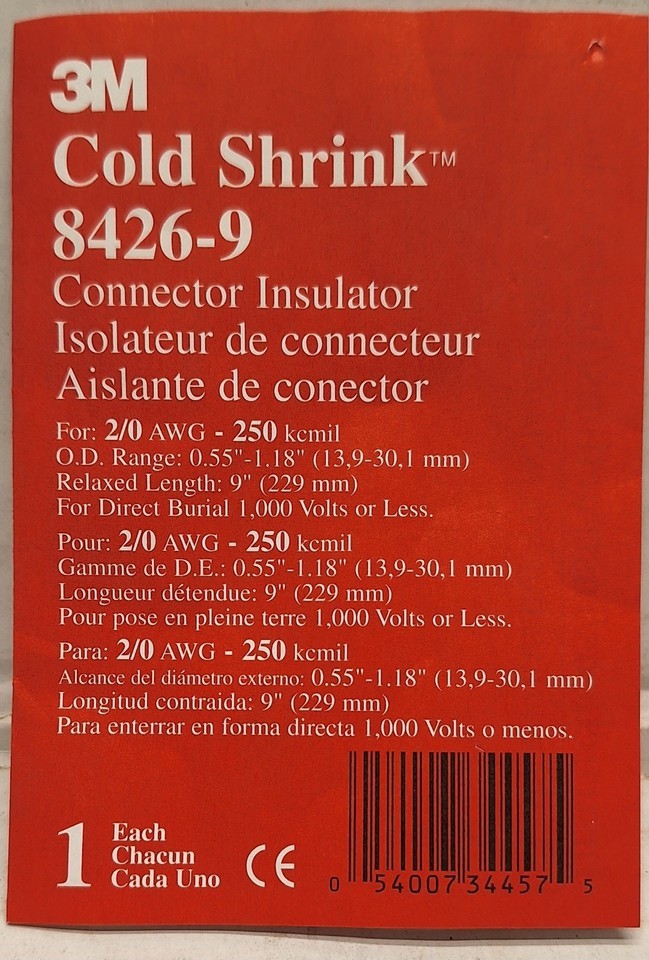 3M
Cold Shrink™
8426-9
Connector Insulator
Isolateur de connecteur
Aislante de conector
For: 2/0 AWG - 250 kcmil
O.D. Range: 0.55"-1.18" (13,9-30,1 mm)
Relaxed Length: 9" (229 mm)
For Direct Burial 1,000 Volts or Less.
Pour: 2/0 AWG - 250 kcmil
Gamme de D.E.: 0.55"-1.18" (13,9-30,1 mm)
Longueur détendue: 9" (229 mm)
Pour pose en pleine terre 1,000 Volts or Less.
Para: 2/0 AWG - 250 kcmil
Alcance del diámetro externo: 0.55"-1.18" (13,9-30,1 mm)
Longitud contraida: 9" (229 mm)
Para enterrar en forma directa 1,000 Volts o menos.
1 Each
Chacun
Cada Uno
CE
0 54007 34457 5